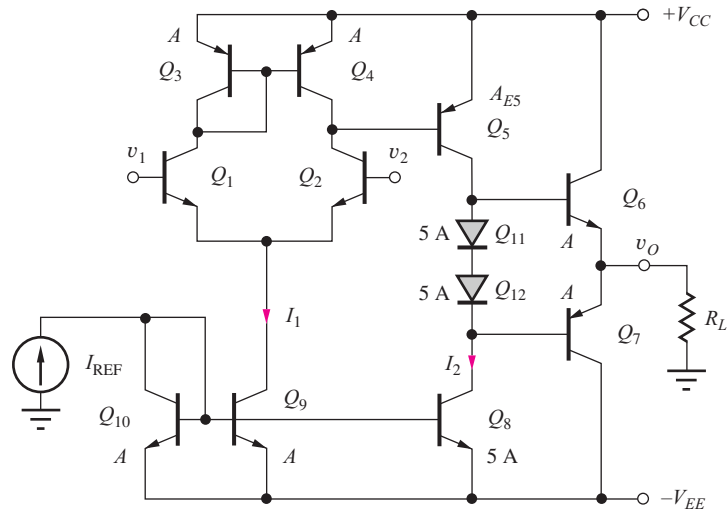 A A +V_CC
Q_3 Q_4
A_E5
Q_5
v_1 v_2
Q_1 Q_2
Q_6
5 A Q_11
A
v_O
5 A Q_12
A
I_1
Q_7
R_L
I_REF
I_2
Q_9
Q_10 Q_8
A A 5 A
−V_EE